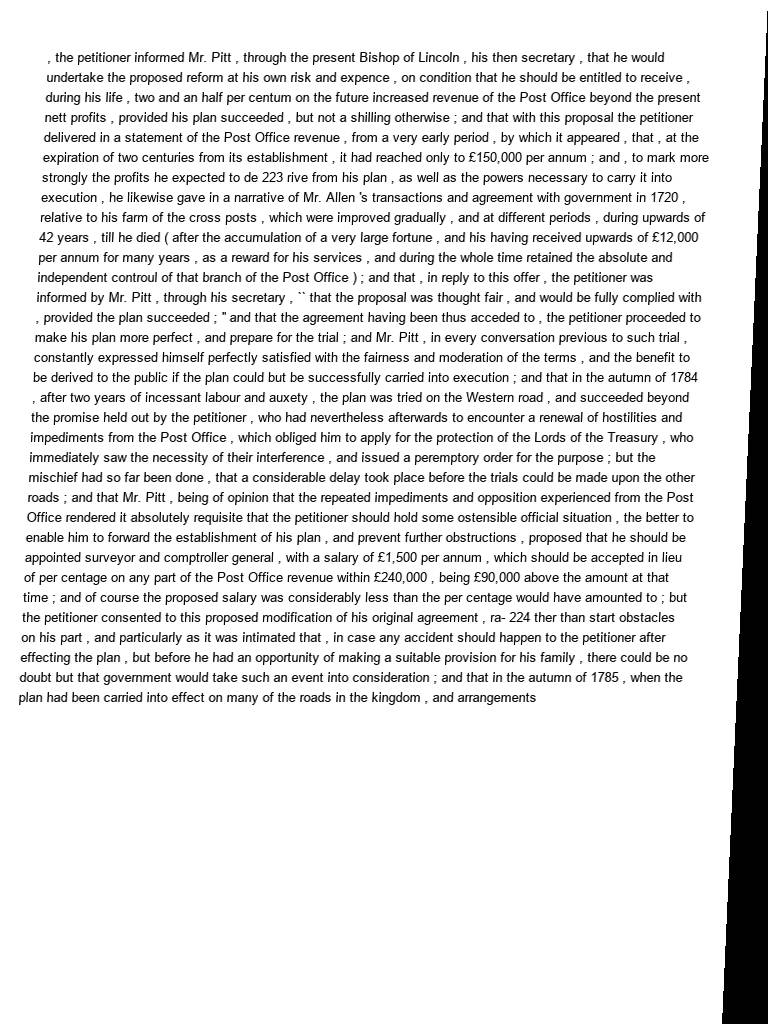 , the petitioner informed Mr. Pitt , through the present Bishop of Lincoln , his then secretary , that he would
undertake the proposed reform at his own risk and expence , on condition that he should be entitled to receive ,
during his life , two and an half per centum on the future increased revenue of the Post Office beyond the present
nett profits , provided his plan succeeded , but not a shilling otherwise ; and that with this proposal the petitioner
delivered in a statement of the Post Office revenue , from a very early period , by which it appeared , that , at the
expiration of two centuries from its establishment , it had reached only to £150,000 per annum ; and , to mark more
strongly the profits he expected to de 223 rive from his plan , as well as the powers necessary to carry it into
execution , he likewise gave in a narrative of Mr. Allen 's transactions and agreement with government in 1720 ,
relative to his farm of the cross posts , which were improved gradually , and at different periods , during upwards of
42 years , till he died ( after the accumulation of a very large fortune , and his having received upwards of £12,000
per annum for many years , as a reward for his services , and during the whole time retained the absolute and
independent controul of that branch of the Post Office ) ; and that , in reply to this offer , the petitioner was
informed by Mr. Pitt , through his secretary , `` that the proposal was thought fair , and would be fully complied with
, provided the plan succeeded ; '' and that the agreement having been thus acceded to , the petitioner proceeded to
make his plan more perfect , and prepare for the trial ; and Mr. Pitt , in every conversation previous to such trial ,
constantly expressed himself perfectly satisfied with the fairness and moderation of the terms , and the benefit to
be derived to the public if the plan could but be successfully carried into execution ; and that in the autumn of 1784
, after two years of incessant labour and auxety , the plan was tried on the Western road , and succeeded beyond
the promise held out by the petitioner , who had nevertheless afterwards to encounter a renewal of hostilities and
impediments from the Post Office , which obliged him to apply for the protection of the Lords of the Treasury , who
immediately saw the necessity of their interference , and issued a peremptory order for the purpose ; but the
mischief had so far been done , that a considerable delay took place before the trials could be made upon the other
roads ; and that Mr. Pitt , being of opinion that the repeated impediments and opposition experienced from the Post
Office rendered it absolutely requisite that the petitioner should hold some ostensible official situation , the better to
enable him to forward the establishment of his plan , and prevent further obstructions , proposed that he should be
appointed surveyor and comptroller general , with a salary of £1,500 per annum , which should be accepted in lieu
of per centage on any part of the Post Office revenue within £240,000 , being £90,000 above the amount at that
time ; and of course the proposed salary was considerably less than the per centage would have amounted to ; but
the petitioner consented to this proposed modification of his original agreement , ra- 224 ther than start obstacles
on his part , and particularly as it was intimated that , in case any accident should happen to the petitioner after
effecting the plan , but before he had an opportunity of making a suitable provision for his family , there could be no
doubt but that government would take such an event into consideration ; and that in the autumn of 1785 , when the
plan had been carried into effect on many of the roads in the kingdom , and arrangements